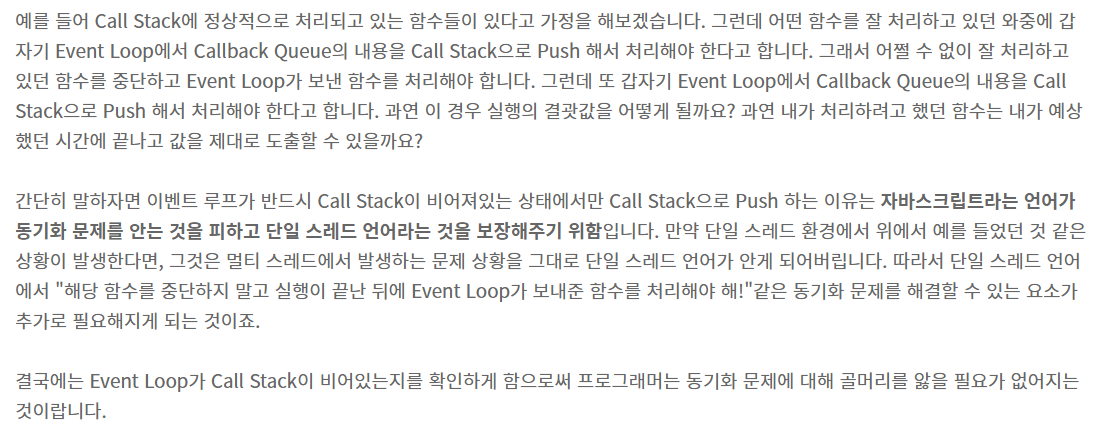 예를 들어 Call Stack에 정상적으로 처리되고 있는 함수들이 있다고 가정을 해보겠습니다. 그런데 어떤 함수를 잘 처리하고 있던 와중에 갑
자기 Event Loop에서 Callback Queue의 내용을 Call Stack으로 Push 해서 처리해야 한다고 합니다. 그래서 어쩔 수 없이 잘 처리하고
있던 함수를 중단하고 Event Loop가 보낸 함수를 처리해야 합니다. 그런데 또 갑자기 Event Loop에서 Callback Queue의 내용을 Call
Stack으로 Push 해서 처리해야 한다고 합니다. 과연 이 경우 실행의 결괏값을 어떻게 될까요? 과연 내가 처리하려고 했던 함수는 내가 예상
했던 시간에 끝나고 값을 제대로 도출할 수 있을까요?
간단히 말하자면 이벤트 루프가 반드시 Call Stack이 비어져있는 상태에서만 Call Stack으로 Push 하는 이유는 자바스크립트라는 언어가
동기화 문제를 안는 것을 피하고 단일 스레드 언어라는 것을 보장해주기 위함입니다. 만약 단일 스레드 환경에서 위에서 예를 들었던 것 같은
상황이 발생한다면, 그것은 멀티 스레드에서 발생하는 문제 상황을 그대로 단일 스레드 언어가 안게 되어버립니다. 따라서 단일 스레드 언어
에서 "해당 함수를 중단하지 말고 실행이 끝난 뒤에 Event Loop가 보내준 함수를 처리해야 해!"같은 동기화 문제를 해결할 수 있는 요소가
추가로 필요해지게 되는 것이죠.
결국에는 Event Loop가 Call Stack이 비어있는지를 확인하게 함으로써 프로그래머는 동기화 문제에 대해 골머리를 앓을 필요가 없어지는
것이랍니다.